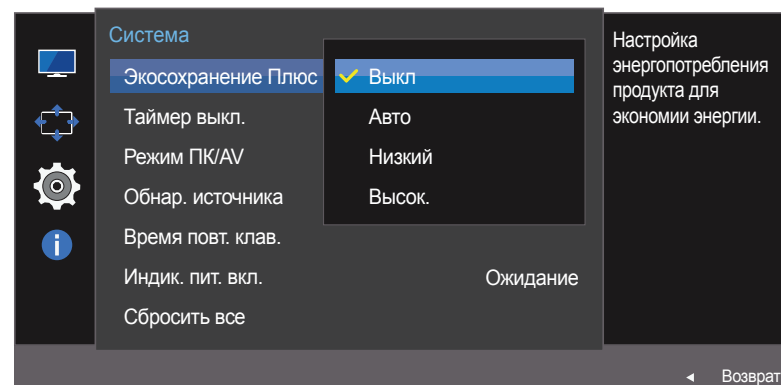 Система
Экосохранение Плюс
Выкл
Таймер выкл.
Авто
Режим ПК/AV
Низкий
Обнар. источника
Высок.
Время повт. клав.
Индик. пит. вкл.
Ожидание
Сбросить все
Настройка
энергопотребления
продукта для
экономии энергии.
Возврат